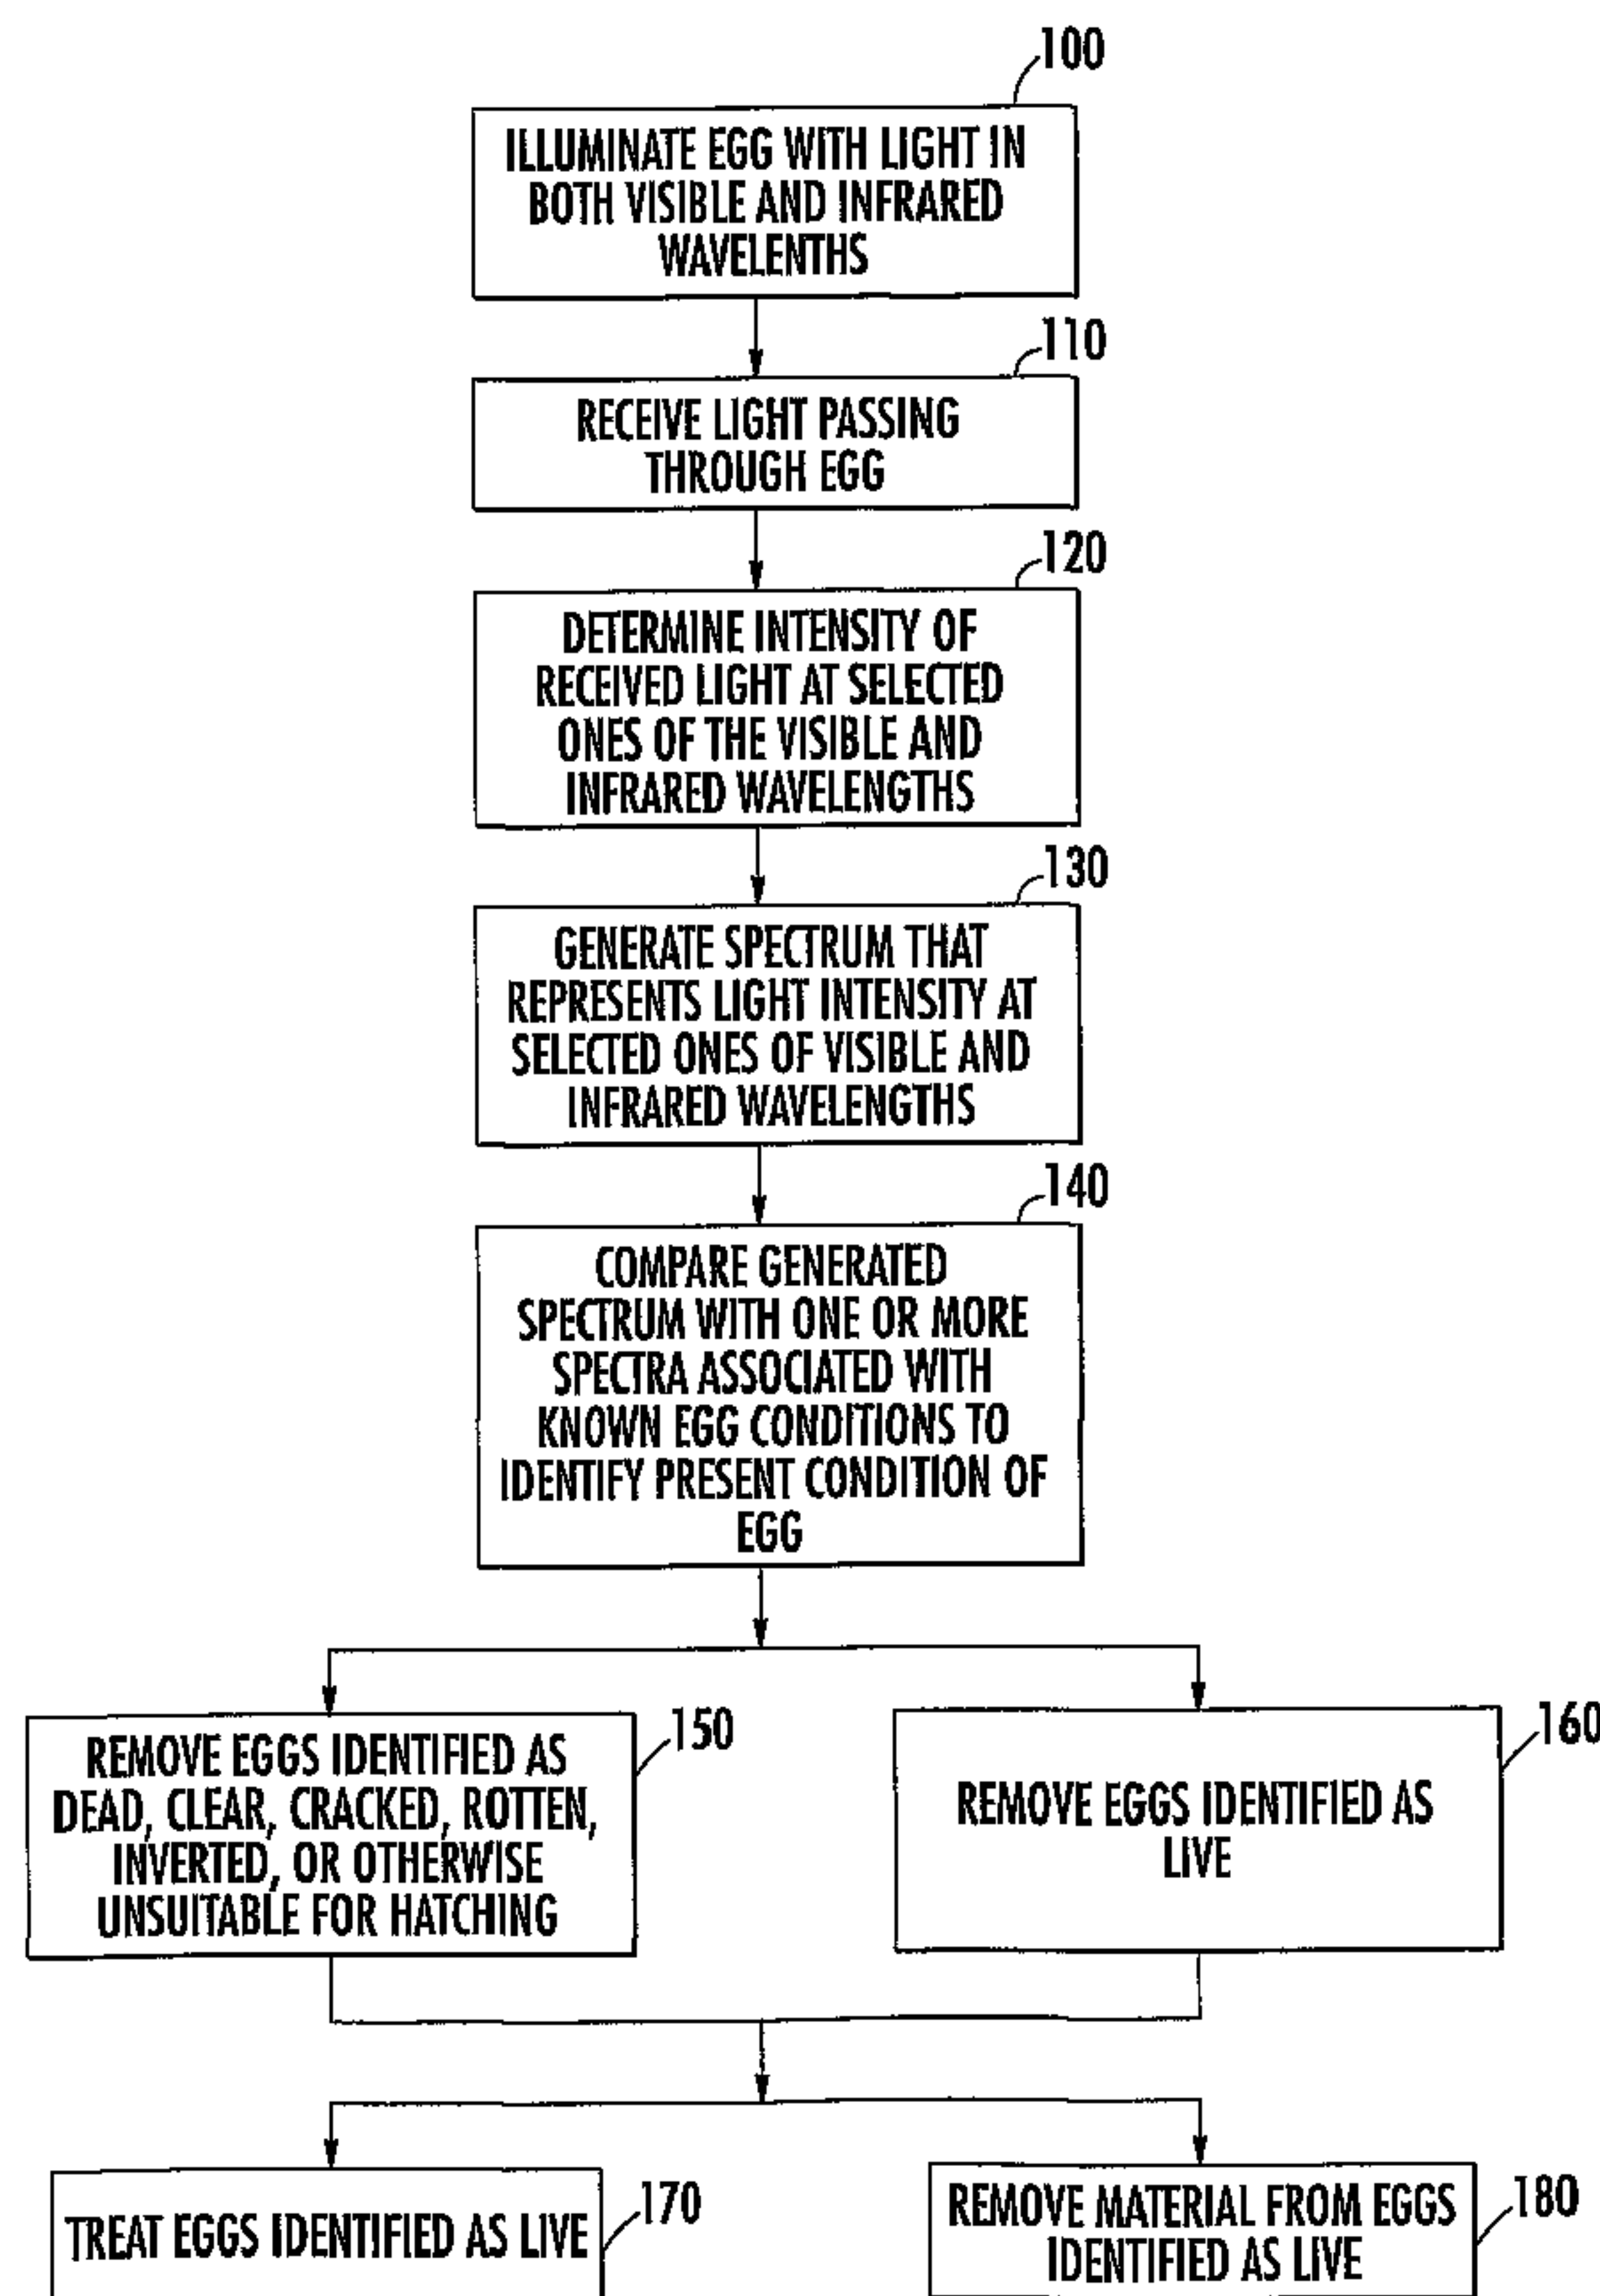 100
ILLUMINATE EGG WITH LIGHT IN
BOTH VISIBLE AND INFRARED
WAVELENTHS
110
RECEIVE LIGHT PASSING
THROUGH EGG
120
DETERMINE INTENSITY OF
RECEIVED LIGHT AT SELECTED
ONES OF THE VISIBLE AND
INFRARED WAVELENGTHS
130
GENERATE SPECTRUM THAT
REPRESENTS LIGHT INTENSITY AT
SELECTED ONES OF VISIBLE AND
INFRARED WAVELENGTHS
140
COMPARE GENERATED
SPECTRUM WITH ONE OR MORE
SPECTRA ASSOCIATED WITH
KNOWN EGG CONDITIONS TO
IDENTIFY PRESENT CONDITION OF
EGG
150
REMOVE EGGS IDENTIFIED AS
DEAD, CLEAR, CRACKED, ROTTEN,
INVERTED, OR OTHERWISE
UNSUITABLE FOR HATCHING
160
REMOVE EGGS IDENTIFIED AS
LIVE
170
TREAT EGGS IDENTIFIED AS LIVE
180
REMOVE MATERIAL FROM EGGS
IDENTIFIED AS LIVE